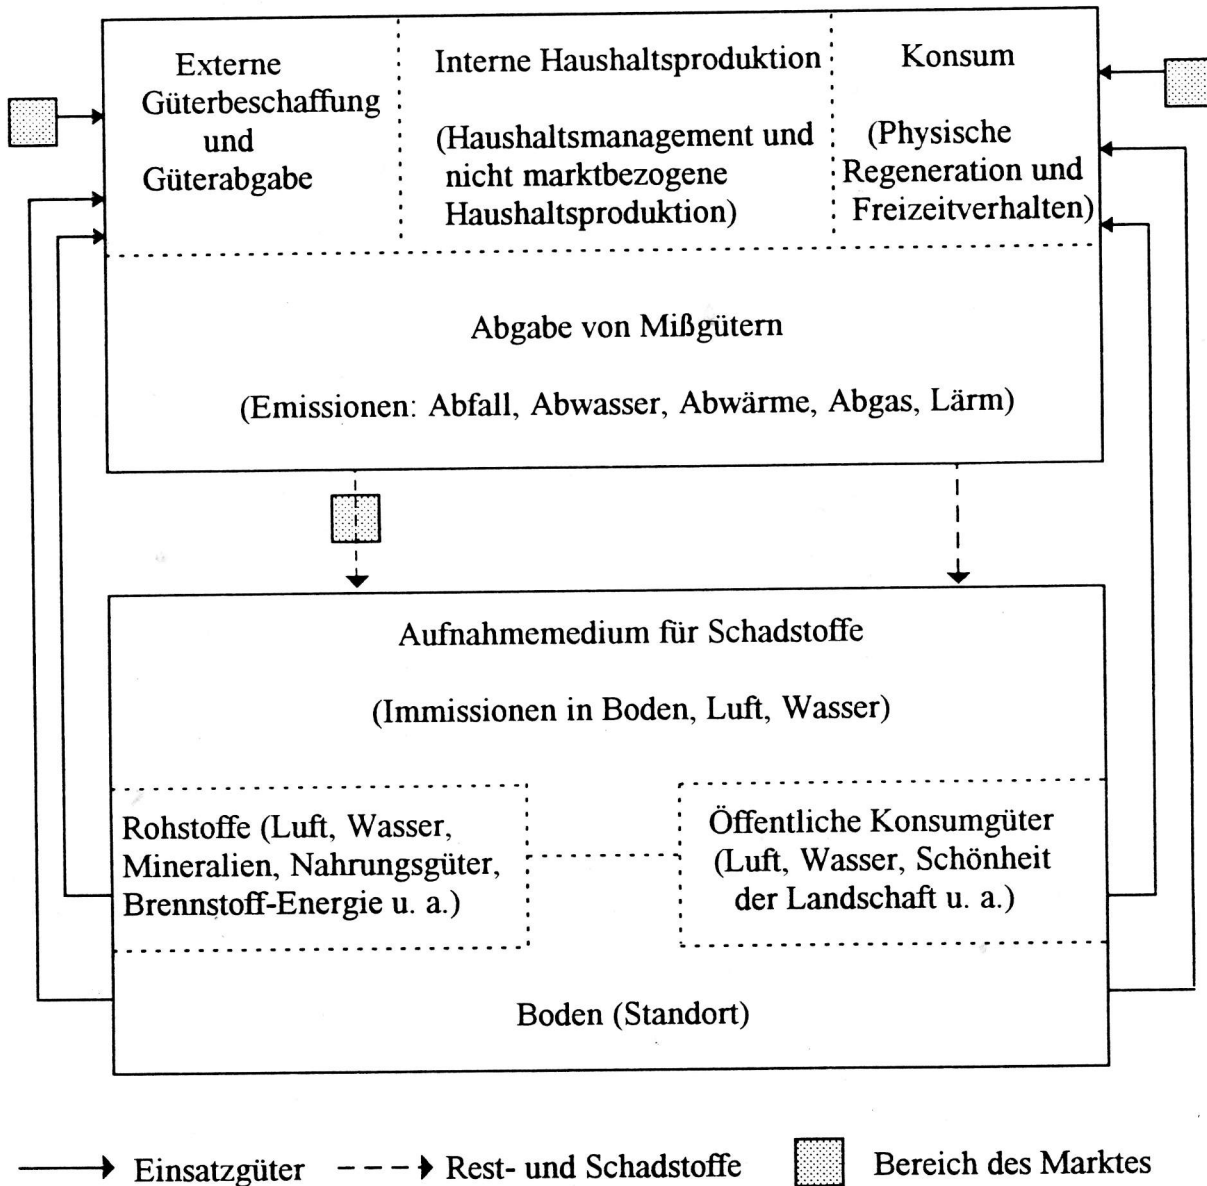 Externe
Güterbeschaffung
und
Güterabgabe
Interne Haushaltsproduktion
(Haushaltsmanagement und
nicht marktbezogene
Haushaltsproduktion)
Konsum
(Physische
Regeneration und
Freizeitverhalten)
Abgabe von Mißgütern
(Emissionen: Abfall, Abwasser, Abwärme, Abgas, Lärm)
Aufnahmemedium für Schadstoffe
(Immissionen in Boden, Luft, Wasser)
Rohstoffe (Luft, Wasser,
Mineralien, Nahrungsgüter,
Brennstoff-Energie u. a.)
Öffentliche Konsumgüter
(Luft, Wasser, Schönheit
der Landschaft u. a.)
Boden (Standort)
Einsatzgüter
Rest- und Schadstoffe
Bereich des Marktes